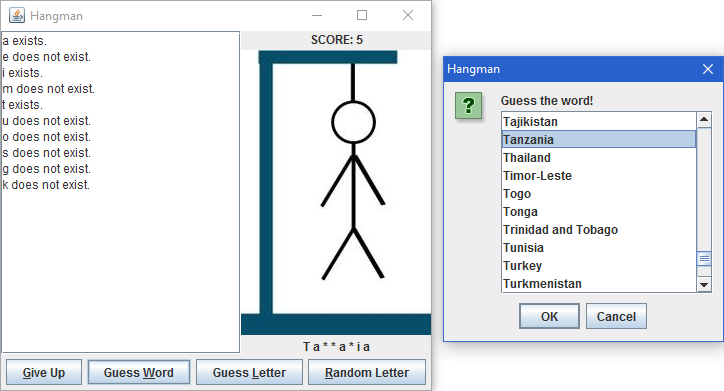 Hangman
a exists.
e does not exist.
i exists.
m does not exist.
t exists.
u does not exist.
o does not exist.
s does not exist.
g does not exist.
k does not exist.
SCORE: 5
T a * * a * i a
Give Up
Guess Word
Guess Letter
Random Letter
Hangman
?
Guess the word!
Tajikistan
Tanzania
Thailand
Timor-Leste
Togo
Tonga
Trinidad and Tobago
Tunisia
Turkey
Turkmenistan
OK
Cancel